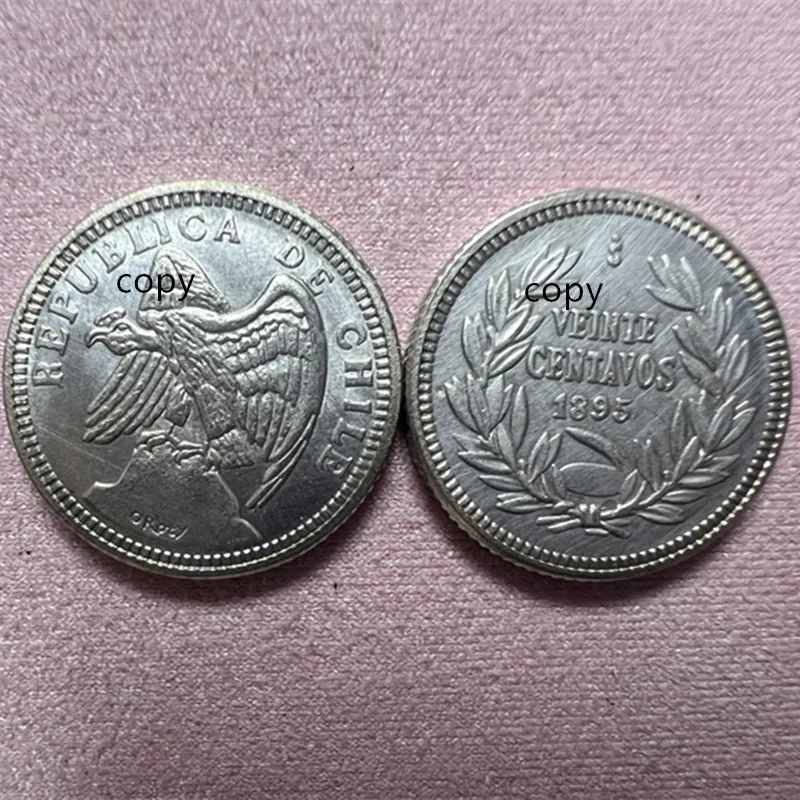 REPUBLICA DE CHILE
copy
copy
VEINTE
CENTAVOS
1895